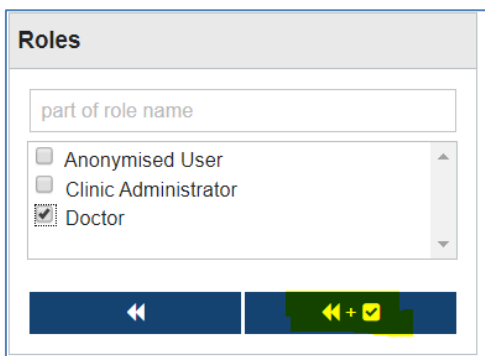 Roles
part of role name
Anonymised User
Clinic Administrator
Doctor
+